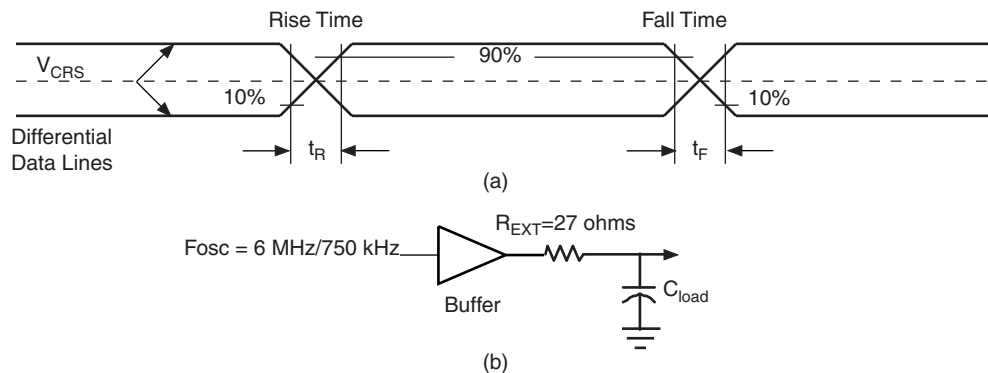 Rise Time
Fall Time
V_CRS
90%
10%
10%
Differential
Data Lines
t_R
t_F
(a)
R_EXT=27 ohms
Fosc = 6 MHz/750 kHz
Buffer
C_load
(b)